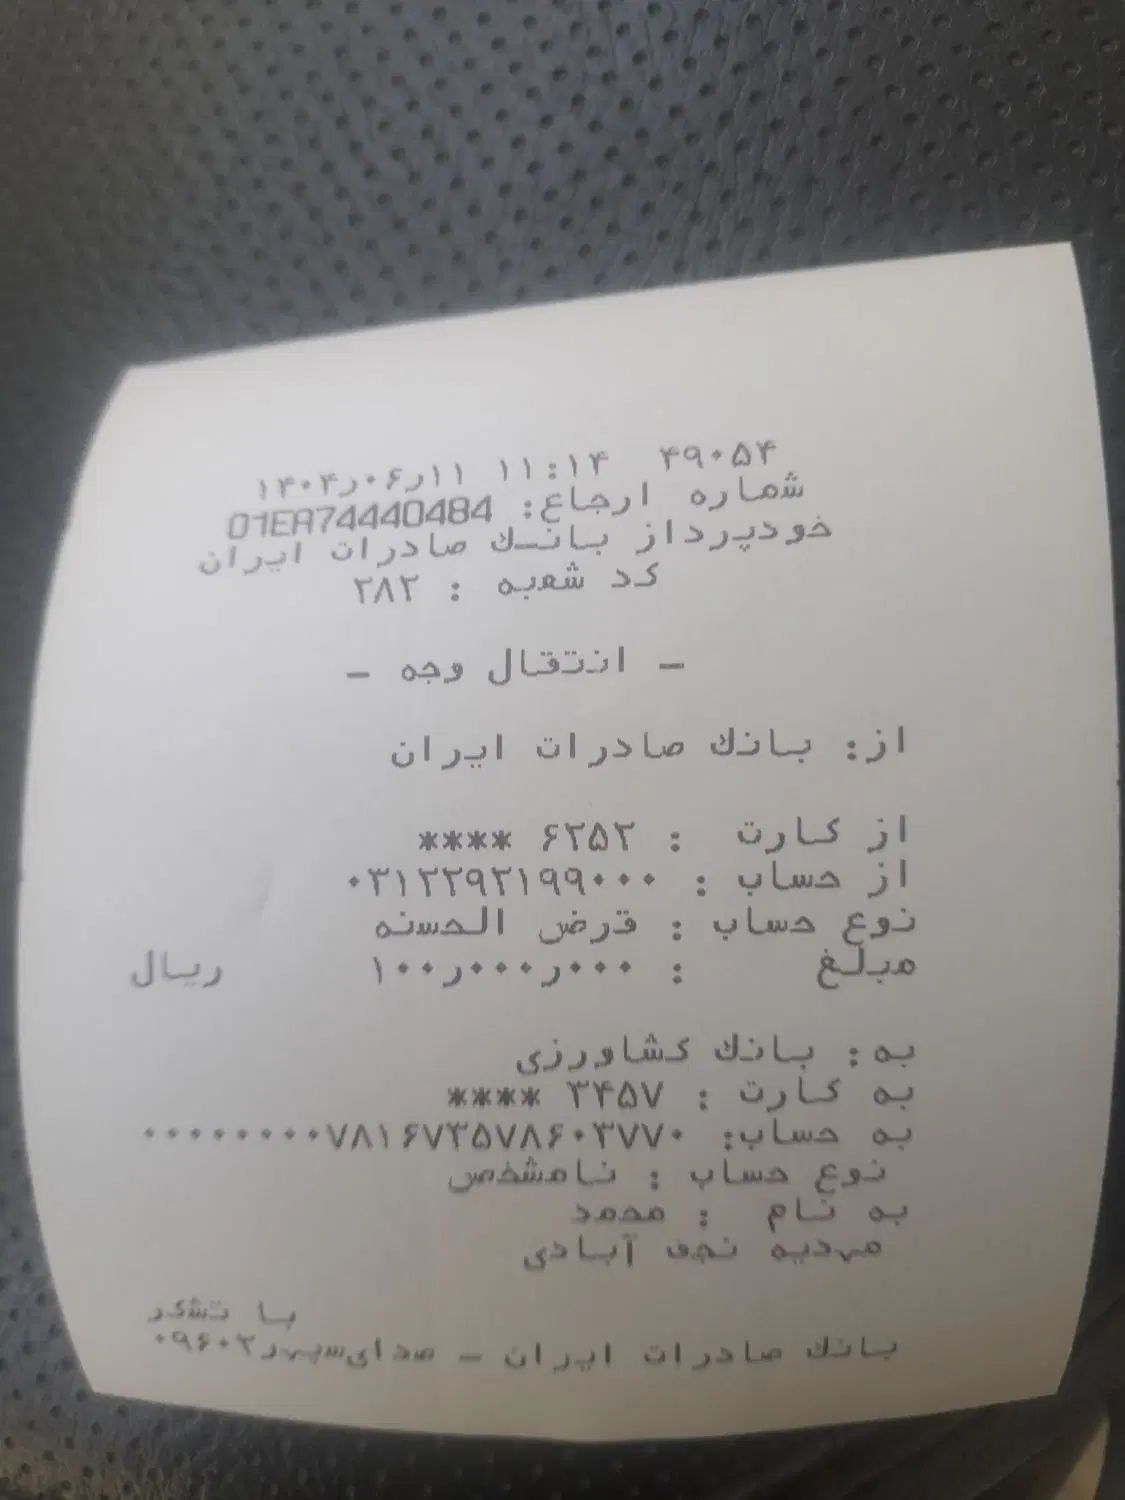 ۱۴۰۴٫۰۶٫۱۱ ۱۱:۱۴ ۴۹۰۵۴
شماره ارجاع: 01EA74440484
خودپرداز بانک صادرات ایران
کد شعبه : ۲۸۲
- انتقال وجه -
از: بانک صادرات ایران
از کارت : ۶۲۵۲ ****
از حساب : ۰۳۱۲۲۹۲۱۹۹۰۰۰
نوع حساب : قرض الحسنه
مبلغ : ۱۰۰٫۰۰۰٫۰۰۰ ریال
به: بانک کشاورزی
به کارت : ۳۴۵۷ ****
به حساب: ۰۰۰۰۰۰۰۰۷۸۱۶۷۳۵۷۸۶۰۳۷۷۰
نوع حساب : نامشخص
به نام : محمد
مهدیه نجف آبادی
با تشکر
بانک صادرات ایران - صدای‌سپهر۰۹۶۰۲